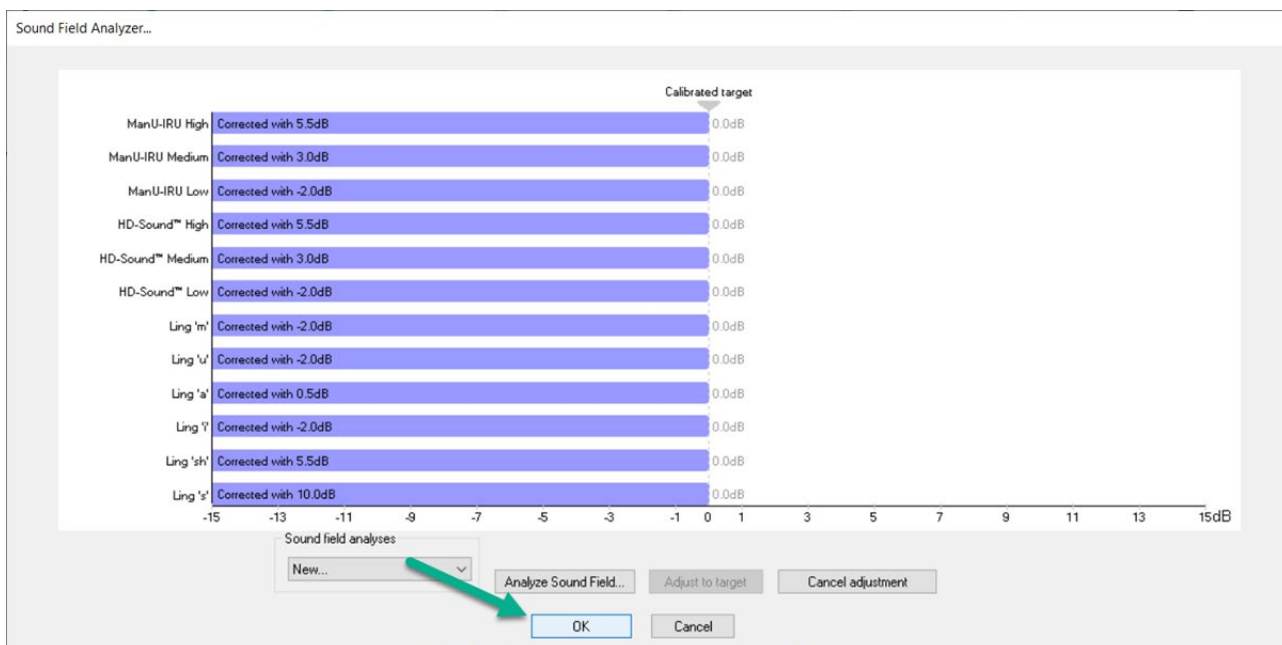 Sound Field Analyzer...
Calibrated target
ManU-IRU High Corrected with 5.5dB 0.0dB
ManU-IRU Medium Corrected with 3.0dB 0.0dB
ManU-IRU Low Corrected with -2.0dB 0.0dB
HD-Sound™ High Corrected with 5.5dB 0.0dB
HD-Sound™ Medium Corrected with 3.0dB 0.0dB
HD-Sound™ Low Corrected with -2.0dB 0.0dB
Ling 'm' Corrected with -2.0dB 0.0dB
Ling 'u' Corrected with -2.0dB 0.0dB
Ling 'a' Corrected with 0.5dB 0.0dB
Ling 'i' Corrected with -2.0dB 0.0dB
Ling 'sh' Corrected with 5.5dB 0.0dB
Ling 's' Corrected with 10.0dB 0.0dB
-15 -13 -11 -9 -7 -5 -3 -1 0 1 3 5 7 9 11 13 15dB
Sound field analyses
New... Analyze Sound Field... Adjust to target Cancel adjustment
OK Cancel